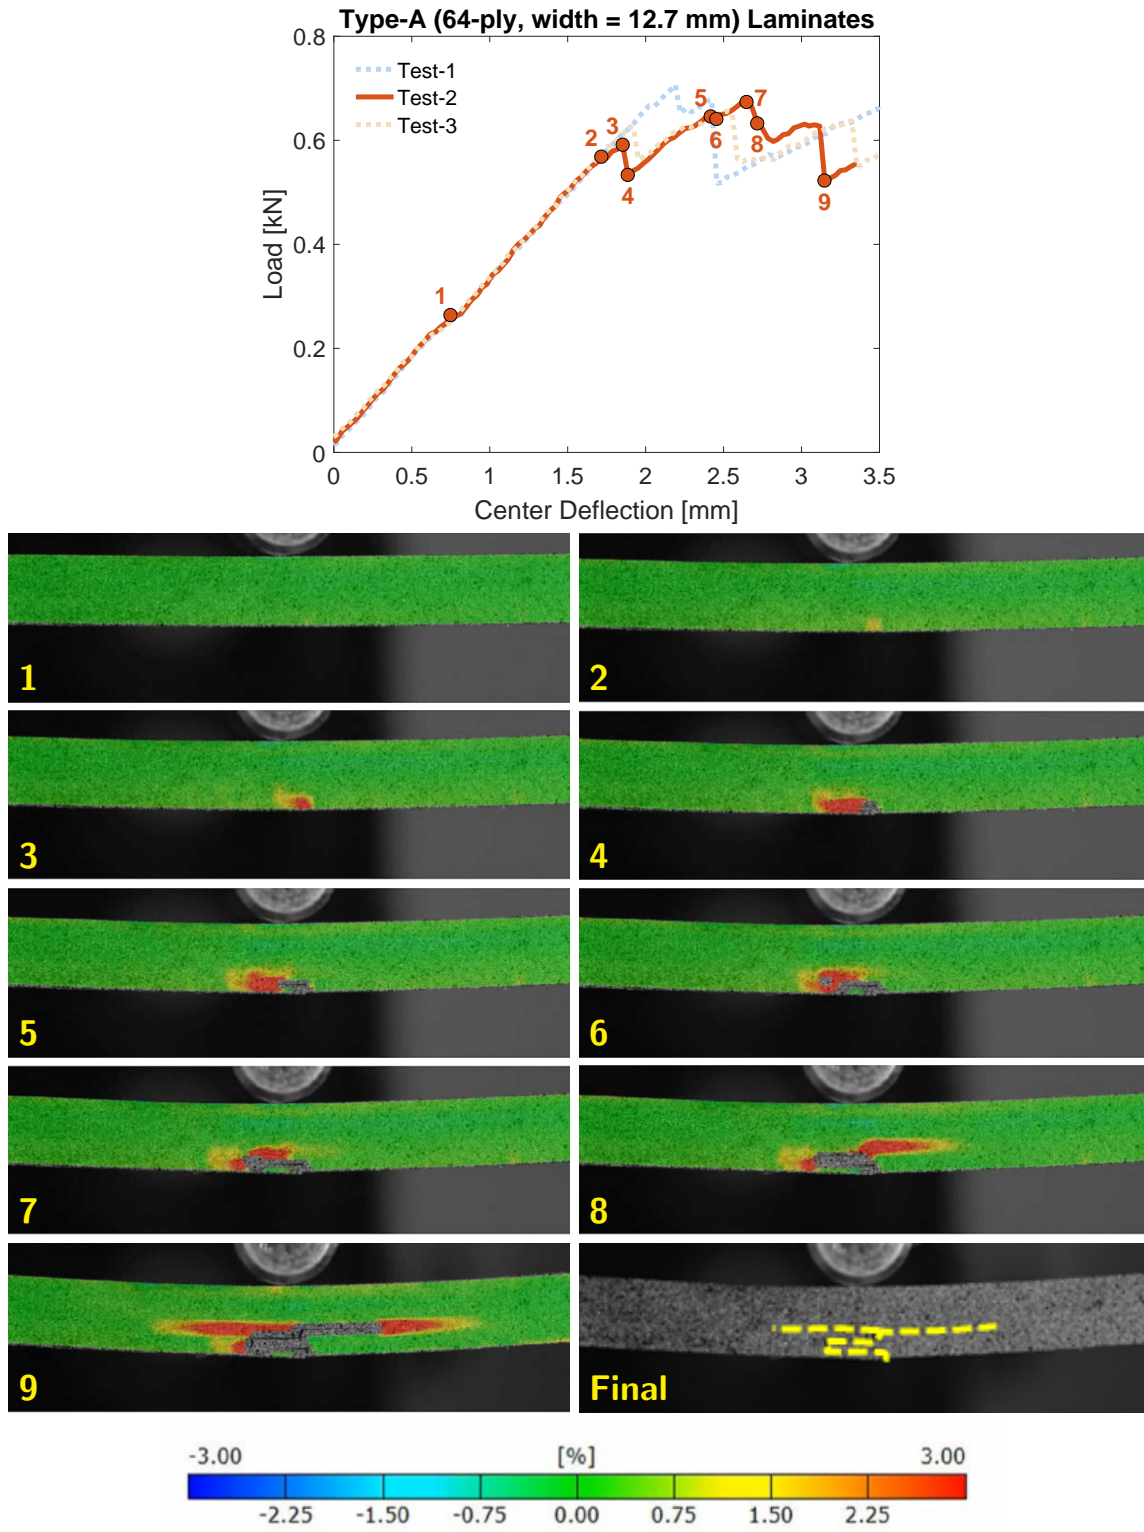 Type-A (64-ply, width = 12.7 mm) Laminates
0.8
Test-1
Test-2
Test-3
5
7
2
3
6
8
0.6
4
9
Load [kN]
0.4
1
0.2
0
0 0.5 1 1.5 2 2.5 3 3.5
Center Deflection [mm]
1
2
3
4
5
6
7
8
9
Final
-3.00 [%] 3.00
-2.25 -1.50 -0.75 0.00 0.75 1.50 2.25